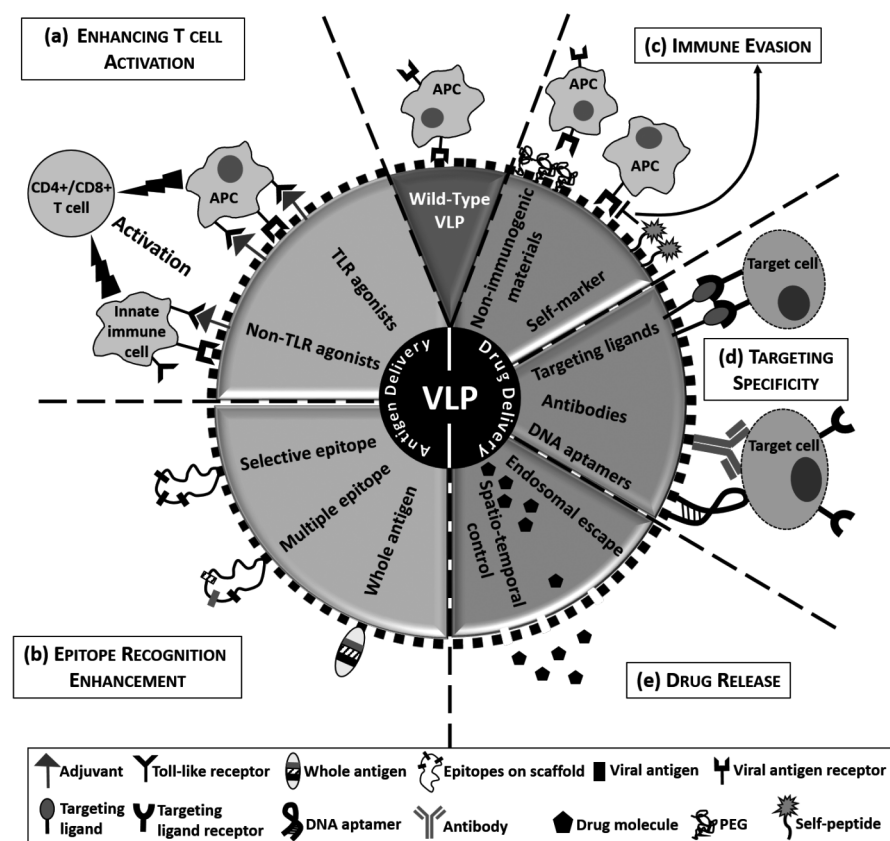 (a) ENHANCING T CELL
ACTIVATION
(c) IMMUNE EVASION
APC
APC
APC
APC
CD4+/CD8+
T cell
Activation
Innate
immune
cell
Wild-Type
VLP
TLR agonists
Non-TLR agonists
Non-immunogenic
materials
Self-marker
Target cell
Targeting ligands
Antibodies
DNA aptamers
(d) TARGETING
SPECIFICITY
Target cell
Antigen Delivery
Drug Delivery
VLP
Selective epitope
Multiple epitope
Whole antigen
Endosomal escape
Spatio-temporal
control
(b) EPITOPE RECOGNITION
ENHANCEMENT
(e) DRUG RELEASE
Adjuvant
Toll-like receptor
Whole antigen
Epitopes on scaffold
Viral antigen
Viral antigen receptor
Targeting
ligand
Targeting
ligand receptor
DNA aptamer
Antibody
Drug molecule
PEG
Self-peptide